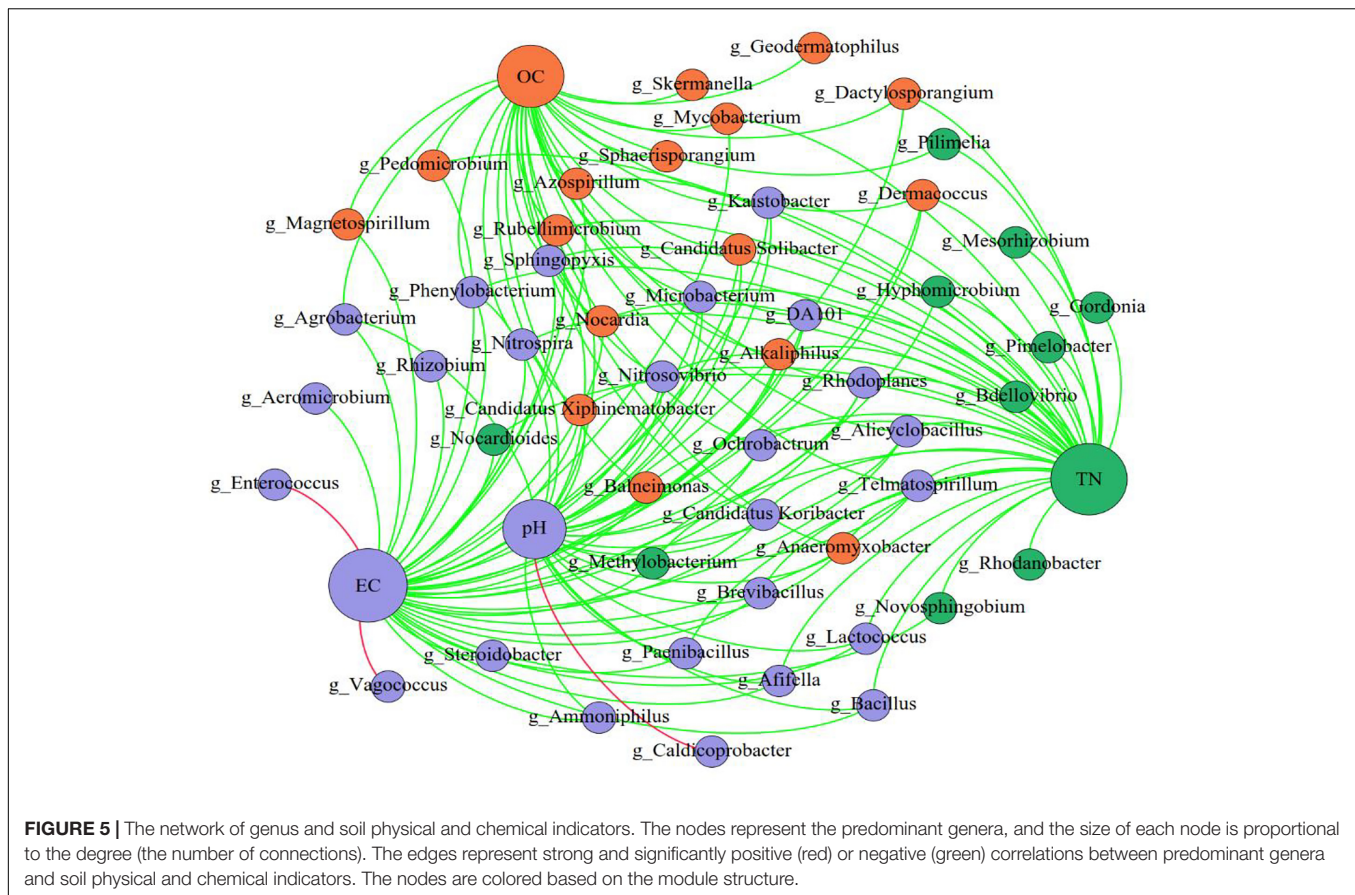 g_Geodermatophilus
OC
g_Skermanella
g_Dactylosporangium
g_Mycobacterium
g_Pilimelia
g_Sphaerisporangium
g_Pedomicrobium
g_Azospirillum
g_Kaistobacter
g_Dermacoccus
g_Magnetospirillum
g_Rubellimicrobium
g_Mesorhizobium
g_Candidatus Solibacter
g_Sphingopyxis
g_Phenylobacterium
g_Microbacterium
g_Hyphomicrobium
g_Gordonia
g_Agrobacterium
g_Nocardia
g_DA101
g_Nitrospira
g_Pimelobacter
g_Alkaliphilus
g_Rhizobium
g_Nitrosovibrio
g_Rhodoplanes
g_Aeromicrobium
g_Bdellovibrio
g_Candidatus Xiphinematobacter
g_Nocardioides
g_Alicyclobacillus
g_Ochrobactrum
TN
g_Enterococcus
g_Balneimonas
g_Telmatospirillum
g_Candidatus Koribacter
pH
g_Anaeromyxobacter
g_Methylobacterium
g_Rhodanobacter
EC
g_Brevibacillus
g_Novosphingobium
g_Lactococcus
g_Steroidobacter
g_Paenibacillus
g_Afifella
g_Vagococcus
g_Bacillus
g_Ammoniphilus
g_Caldicoprobacter
FIGURE 5 | The network of genus and soil physical and chemical indicators. The nodes represent the predominant genera, and the size of each node is proportional
to the degree (the number of connections). The edges represent strong and significantly positive (red) or negative (green) correlations between predominant genera
and soil physical and chemical indicators. The nodes are colored based on the module structure.